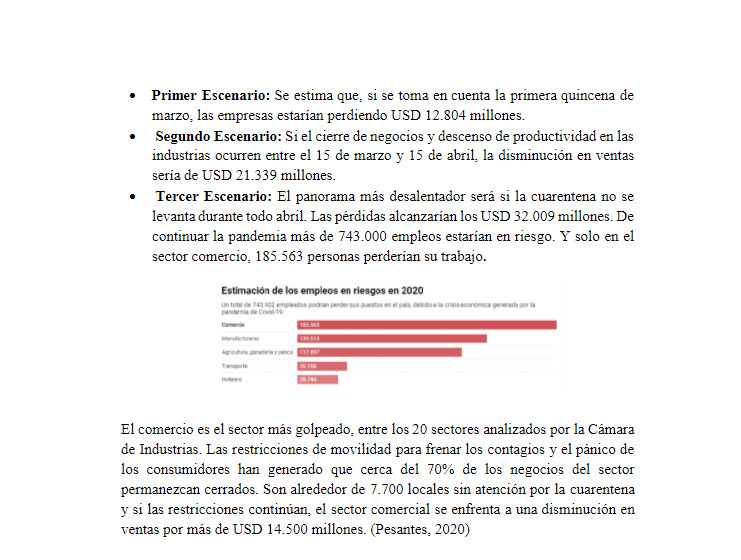 • Primer Escenario: Se estima que, si se toma en cuenta la primera quincena de
marzo, las empresas estarían perdiendo USD 12.804 millones.
• Segundo Escenario: Si el cierre de negocios y descenso de productividad en las
industrias ocurren entre el 15 de marzo y 15 de abril, la disminución en ventas
sería de USD 21.339 millones.
• Tercer Escenario: El panorama más desalentador será si la cuarentena no se
levanta durante todo abril. Las pérdidas alcanzarían los USD 32.009 millones. De
continuar la pandemia más de 743.000 empleos estarían en riesgo. Y solo en el
sector comercio, 185.563 personas perderían su trabajo.
Estimación de los empleos en riesgos en 2020
Un total de 743.902 empleados podrían perder sus puestos en el país, debido a la crisis económica generada por la
pandemia de Covid-19.
Comercio 185.563
Manufactureras
Agricultura, ganadería y pesca 117.897
Transporte
Hoteles
El comercio es el sector más golpeado, entre los 20 sectores analizados por la Cámara
de Industrias. Las restricciones de movilidad para frenar los contagios y el pánico de
los consumidores han generado que cerca del 70% de los negocios del sector
permanezcan cerrados. Son alrededor de 7.700 locales sin atención por la cuarentena
y si las restricciones continúan, el sector comercial se enfrenta a una disminución en
ventas por más de USD 14.500 millones. (Pesantes, 2020)